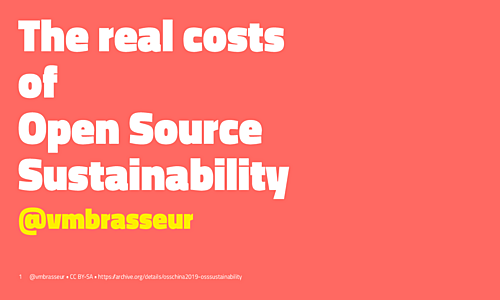 The real costs
of
Open Source
Sustainability
@vmbrasseur
1 @vmbrasseur • CC BY-SA • https://archive.org/details/osschina2019-osssustainability